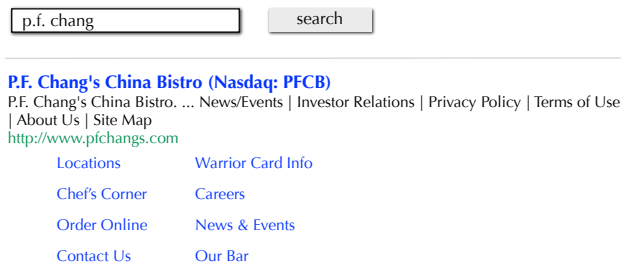 p.f. chang
search
P.F. Chang's China Bistro (Nasdaq: PFCB)
P.F. Chang's China Bistro. ... News/Events | Investor Relations | Privacy Policy | Terms of Use
| About Us | Site Map
http://www.pfchangs.com
Locations Warrior Card Info
Chef's Corner Careers
Order Online News & Events
Contact Us Our Bar